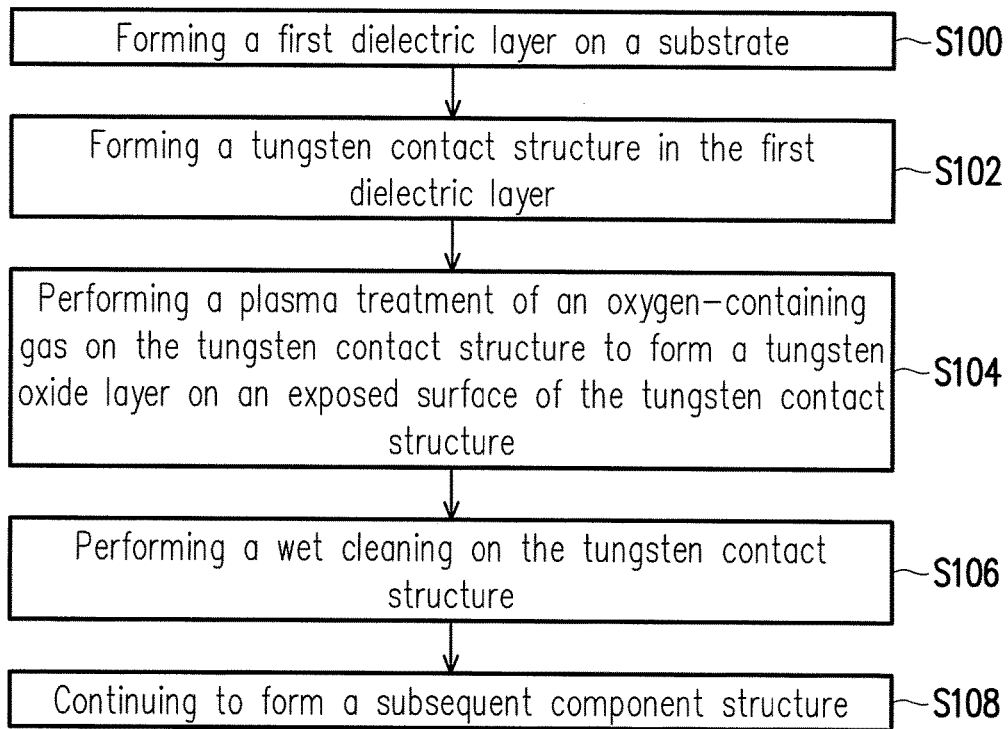 Forming a first dielectric layer on a substrate
S100
Forming a tungsten contact structure in the first
dielectric layer
S102
Performing a plasma treatment of an oxygen-containing
gas on the tungsten contact structure to form a tungsten
oxide layer on an exposed surface of the tungsten contact
structure
S104
Performing a wet cleaning on the tungsten contact
structure
S106
Continuing to form a subsequent component structure
S108